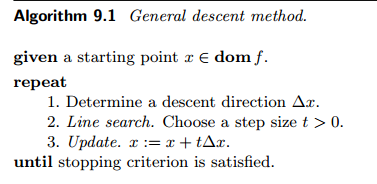 Algorithm 9.1 General descent method.
given a starting point x ∈ dom f.
repeat
1. Determine a descent direction Δx.
2. Line search. Choose a step size t > 0.
3. Update. x := x + tΔx.
until stopping criterion is satisfied.